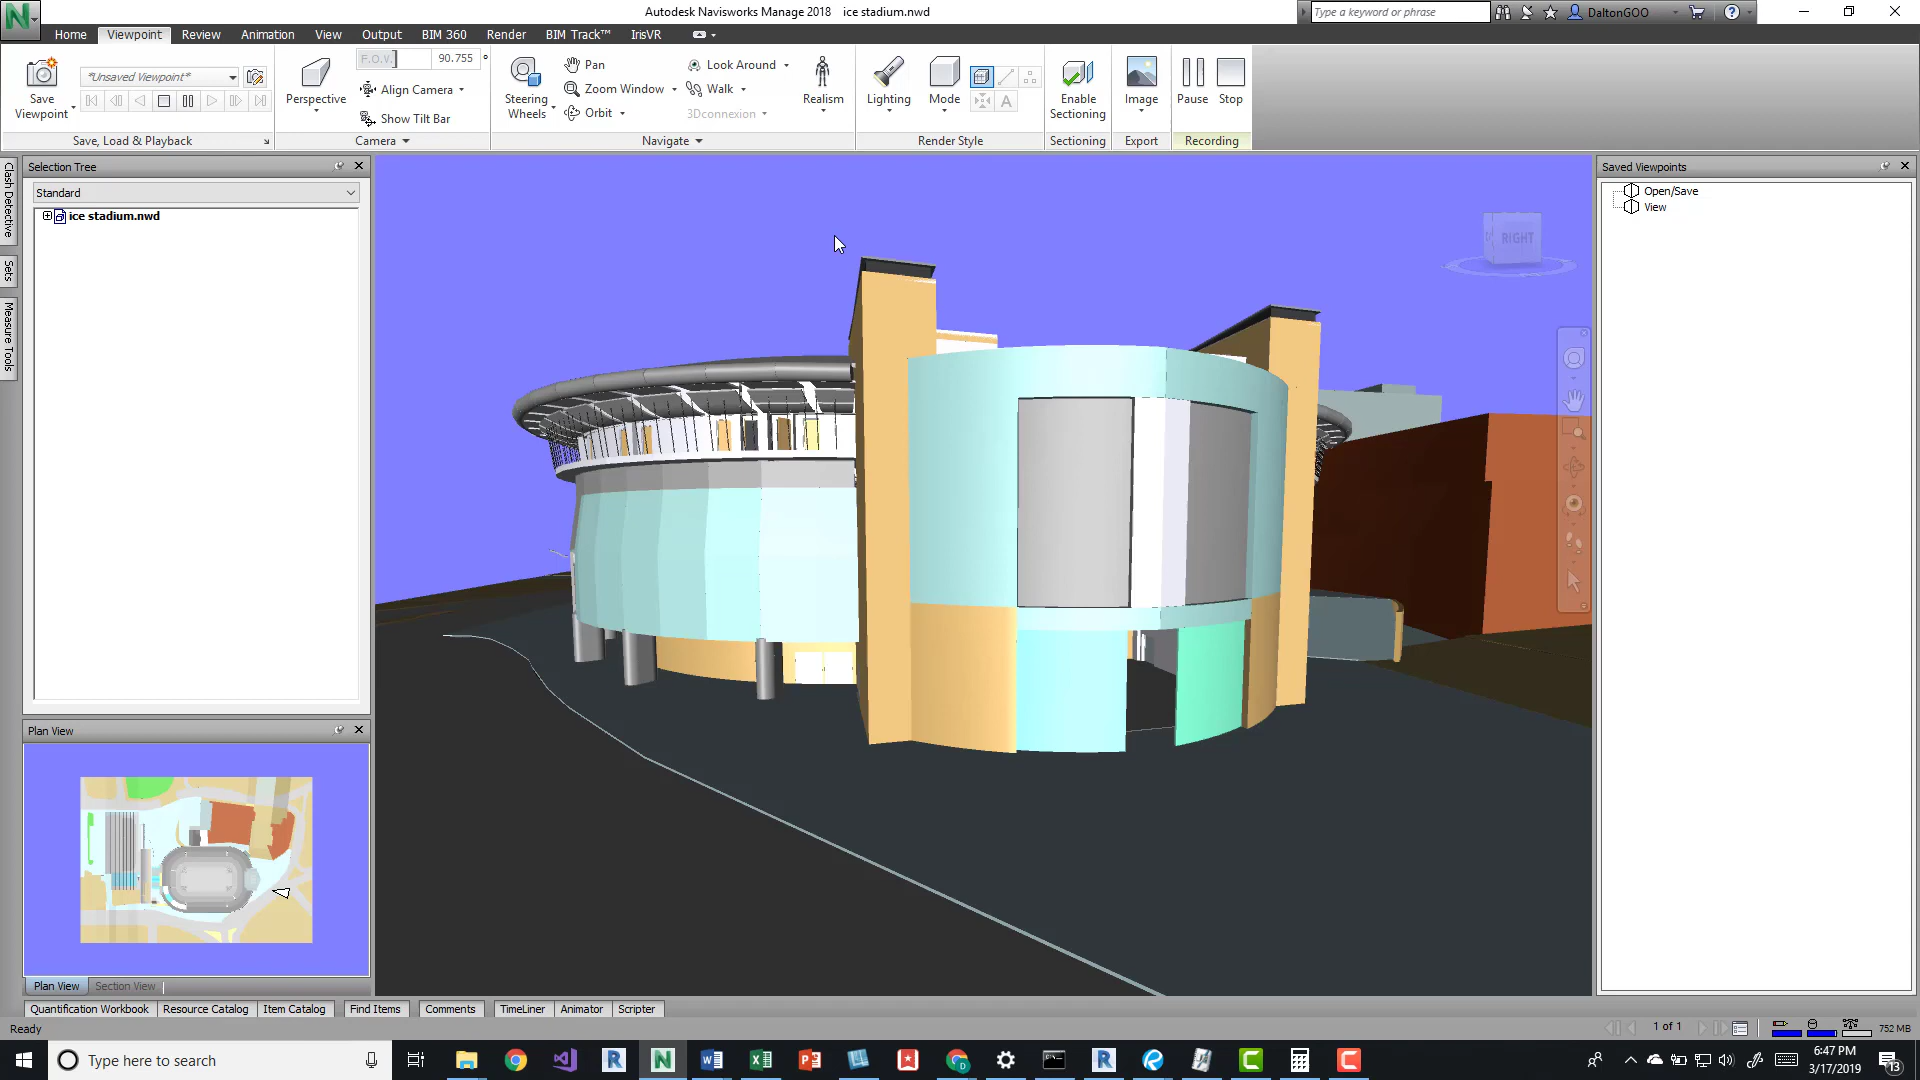 Autodesk Navisworks Manage 2018 ice stadium.nwd
Type a keyword or phrase
DaltonGOO
Home Viewpoint Review Animation View Output BIM 360 Render BIM Track™ IrisVR
Save Viewpoint
*Unsaved Viewpoint*
Save, Load & Playback
Perspective
F.O.V. 90.755 °
Align Camera
Show Tilt Bar
Camera
Steering Wheels
Pan
Zoom Window
Orbit
Look Around
Walk
3Dconnexion
Navigate
Realism
Lighting
Mode
A
Render Style
Enable Sectioning
Sectioning
Image
Export
Pause
Stop
Recording
Clash Detective
Sets
Measure Tools
Selection Tree
Standard
ice stadium.nwd
RIGHT
Saved Viewpoints
Open/Save
View
Plan View
Plan View Section View
Quantification Workbook Resource Catalog Item Catalog Find Items Comments TimeLiner Animator Scripter
Ready
1 of 1
752 MB
Type here to search
6:47 PM
3/17/2019
13